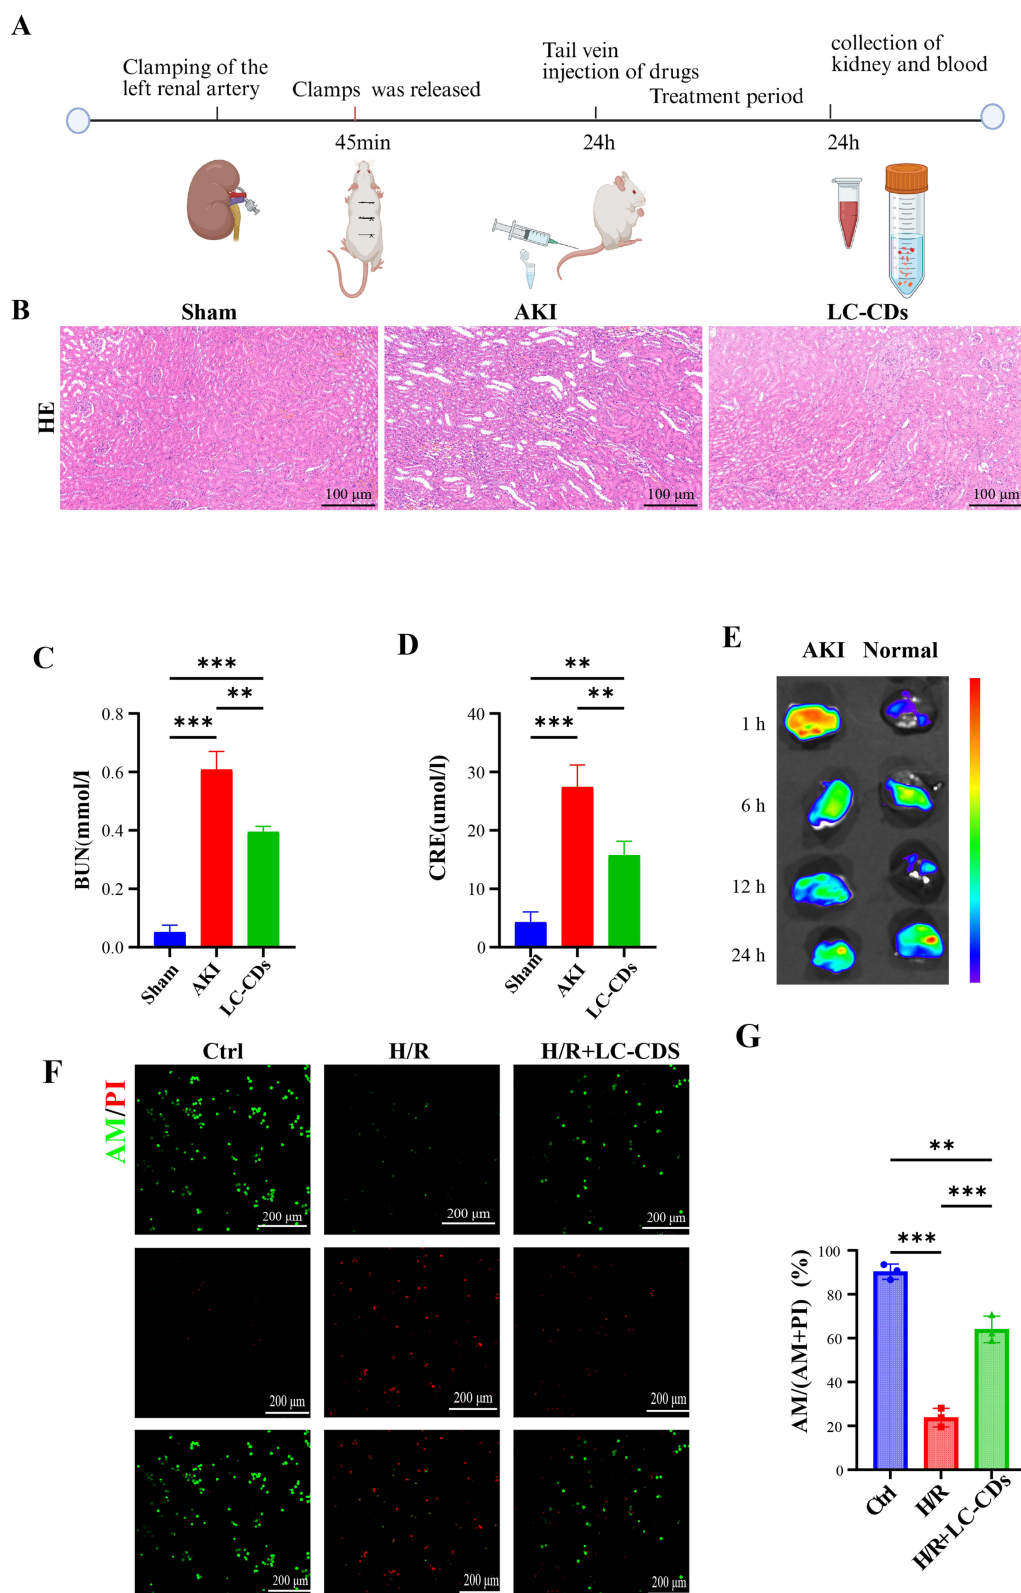 A
Clamping of the
left renal artery
Clamps was released
Tail vein
injection of drugs
Treatment period
collection of
kidney and blood
45min
24h
24h
B
Sham
AKI
LC-CDs
HE
100 μm
100 μm
100 μm
C
***
**
***
BUN(mmol/l
0.8
0.6
0.4
0.2
0.0
Sham
AKI
LC-CDs
D
**
**
***
CRE(umol/l)
40
30
20
10
0
Sham
AKI
LC-CDs
E
AKI
Normal
1 h
6 h
12 h
24 h
F
Ctrl
H/R
H/R+LC-CDS
AM/PI
200 μm
200 μm
200 μm
200 μm
200 μm
200 μm
200 μm
200 μm
200 μm
G
**
***
***
AM/(AM+PI) (%)
100
80
60
40
20
0
Ctrl
H/R
H/R+LC-CDs